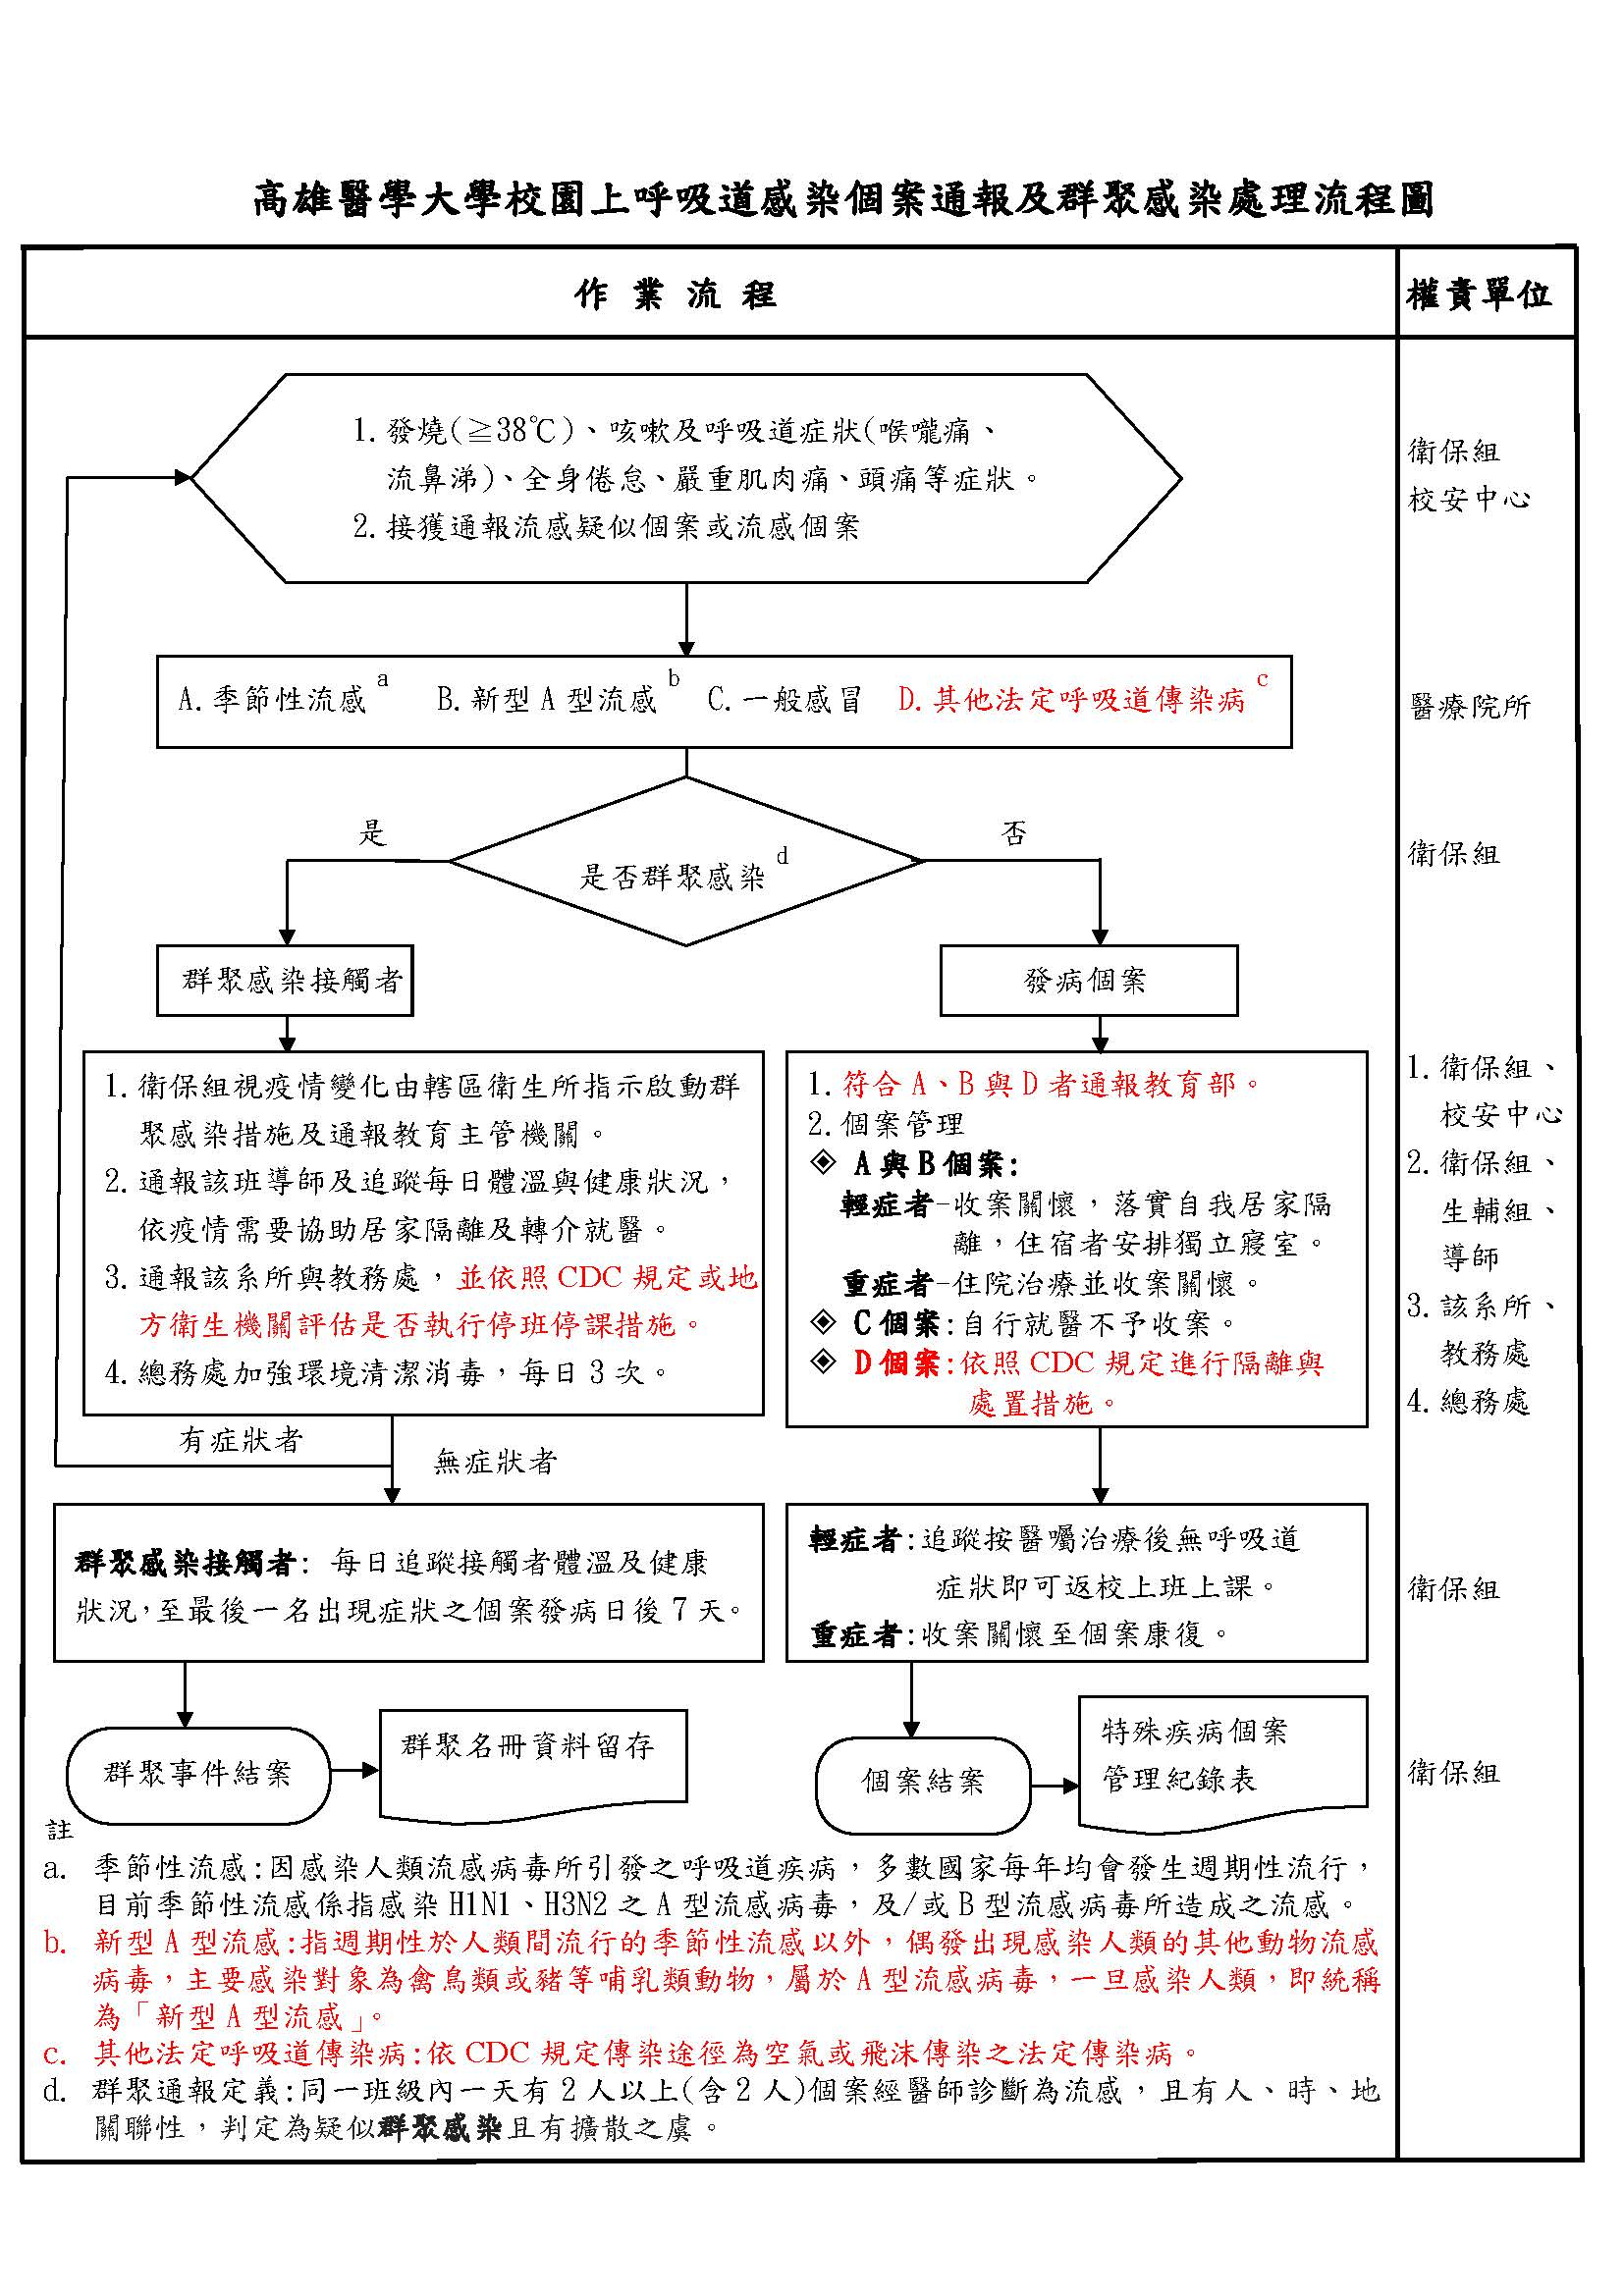 高雄醫學大學校園上呼吸道感染個案通報及群聚感染處理流程圖
作 業 流 程
權責單位
1.發燒(≧38℃)、咳嗽及呼吸道症狀(喉嚨痛、
流鼻涕)、全身倦怠、嚴重肌肉痛、頭痛等症狀。
2.接獲通報流感疑似個案或流感個案
衛保組
校安中心
A.季節性流感 a B.新型 A 型流感 b C.一般感冒 D.其他法定呼吸道傳染病 c
醫療院所
是
否
是否群聚感染 d
衛保組
群聚感染接觸者
發病個案
1.衛保組視疫情變化由轄區衛生所指示啟動群
聚感染措施及通報教育主管機關。
2.通報該班導師及追蹤每日體溫與健康狀況，
依疫情需要協助居家隔離及轉介就醫。
3.通報該系所與教務處，並依照 CDC 規定或地
方衛生機關評估是否執行停班停課措施。
4.總務處加強環境清潔消毒，每日 3 次。
1.符合 A、B 與 D 者通報教育部。
2.個案管理
◈ A 與 B 個案:
輕症者-收案關懷，落實自我居家隔
離，住宿者安排獨立寢室。
重症者-住院治療並收案關懷。
◈ C 個案:自行就醫不予收案。
◈ D 個案:依照 CDC 規定進行隔離與
處置措施。
1.衛保組、
校安中心
2.衛保組、
生輔組、
導師
3.該系所、
教務處
4.總務處
有症狀者
無症狀者
群聚感染接觸者: 每日追蹤接觸者體溫及健康
狀況，至最後一名出現症狀之個案發病日後 7 天。
輕症者:追蹤按醫囑治療後無呼吸道
症狀即可返校上班上課。
重症者:收案關懷至個案康復。
衛保組
群聚事件結案
群聚名冊資料留存
個案結案
特殊疾病個案
管理紀錄表
衛保組
註
a. 季節性流感:因感染人類流感病毒所引發之呼吸道疾病，多數國家每年均會發生週期性流行，
目前季節性流感係指感染 H1N1、H3N2 之 A 型流感病毒，及/或 B 型流感病毒所造成之流感。
b. 新型 A 型流感:指週期性於人類間流行的季節性流感以外，偶發出現感染人類的其他動物流感
病毒，主要感染對象為禽鳥類或豬等哺乳類動物，屬於 A 型流感病毒，一旦感染人類，即統稱
為「新型 A 型流感」。
c. 其他法定呼吸道傳染病:依 CDC 規定傳染途徑為空氣或飛沫傳染之法定傳染病。
d. 群聚通報定義:同一班級內一天有 2 人以上(含 2 人)個案經醫師診斷為流感，且有人、時、地
關聯性，判定為疑似群聚感染且有擴散之虞。